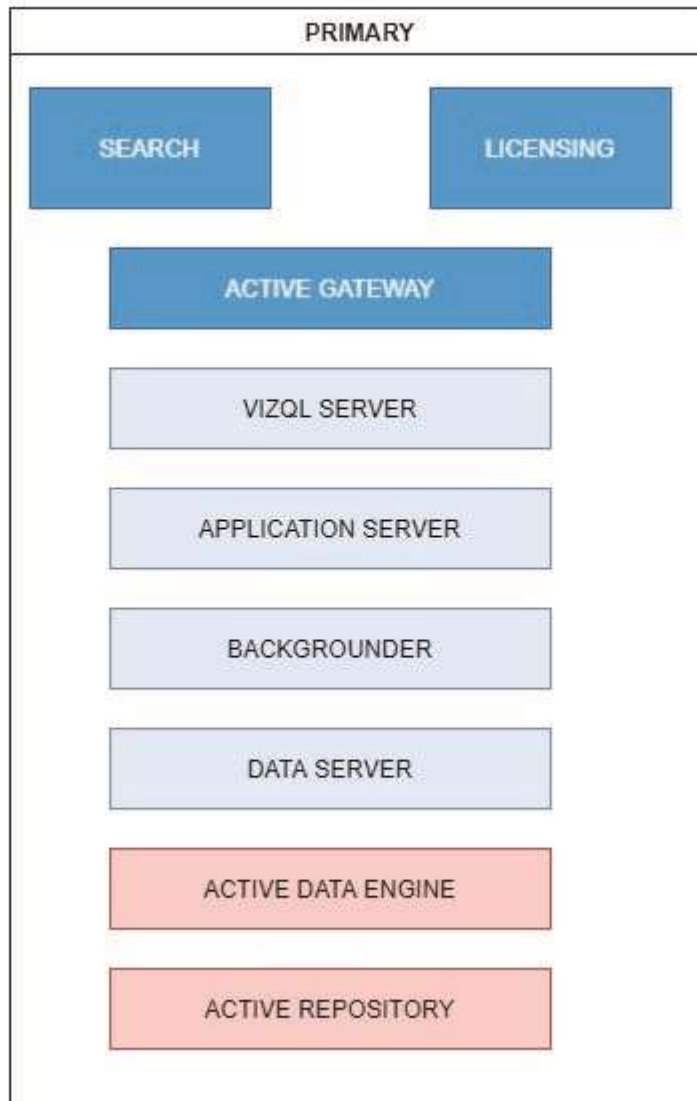 PRIMARY
SEARCH
LICENSING
ACTIVE GATEWAY
VIZQL SERVER
APPLICATION SERVER
BACKGROUNDER
DATA SERVER
ACTIVE DATA ENGINE
ACTIVE REPOSITORY